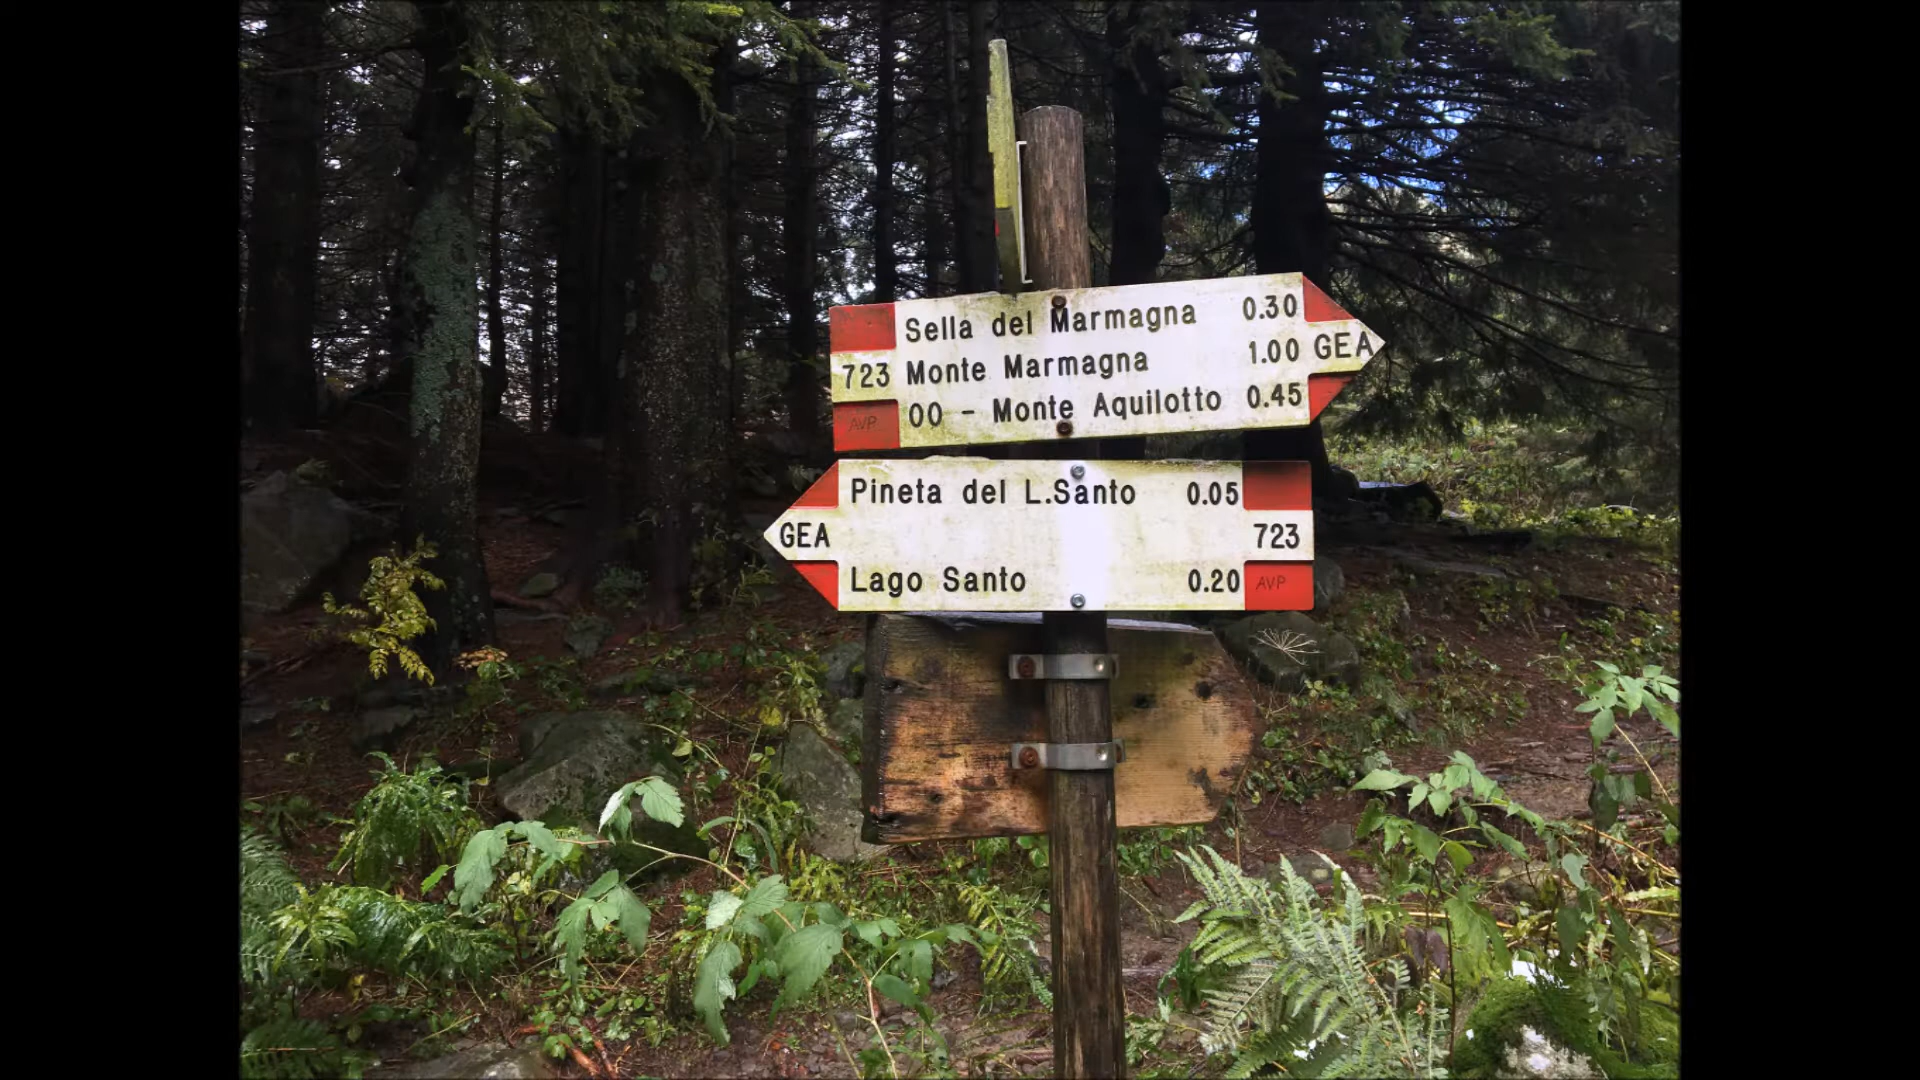 Sella del Marmagna 0.30
723 Monte Marmagna 1.00 GEA
AVP 00 - Monte Aquilotto 0.45
Pineta del L.Santo 0.05
GEA 723
Lago Santo 0.20 AVP